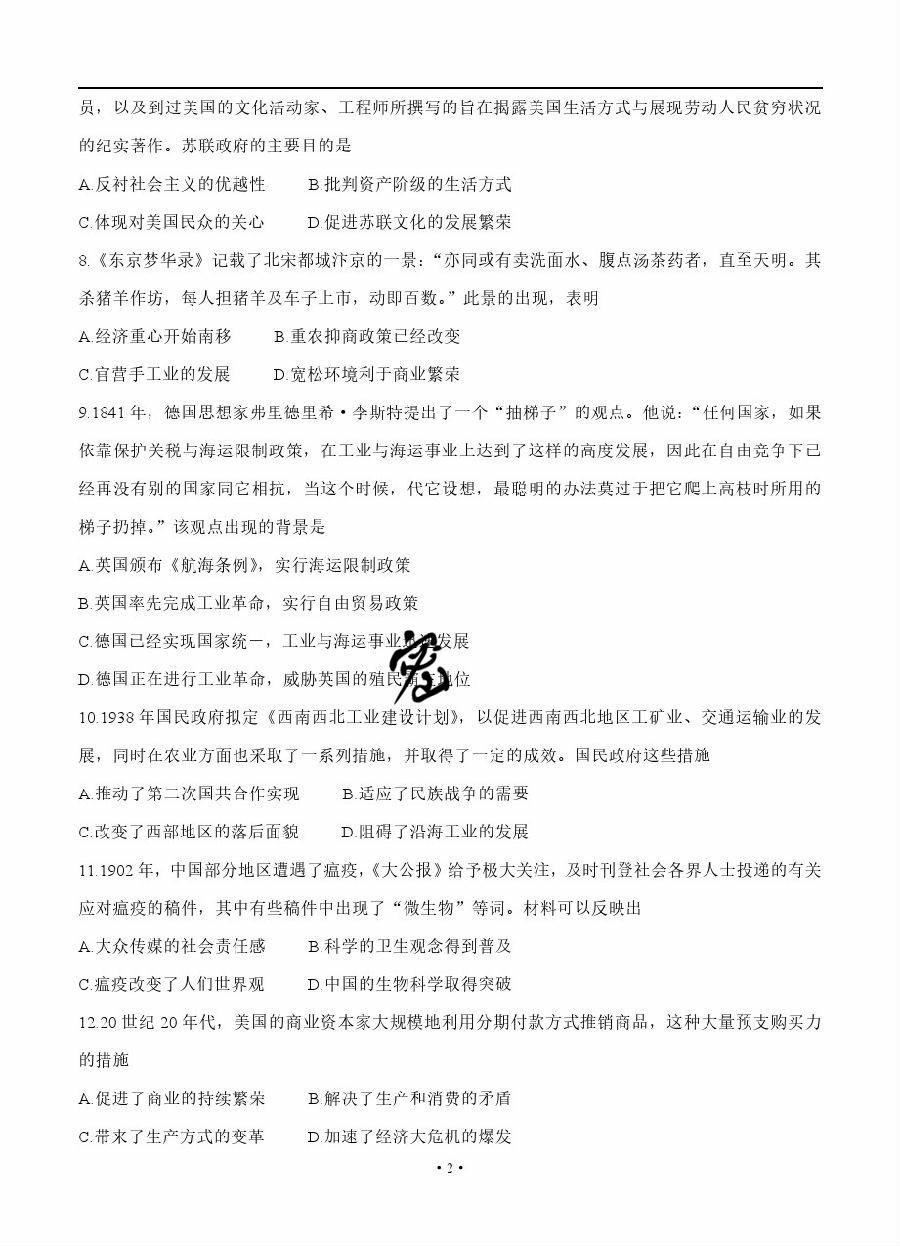 员，以及到过美国的文化活动家、工程师所撰写的旨在揭露美国生活方式与展现劳动人民贫穷状况
的纪实著作。苏联政府的主要目的是
A.反衬社会主义的优越性 B 批判资产阶级的生活方式
C.体现对美国民众的关心 D.促进苏联文化的发展繁荣
8.《东京梦华录》记载了北宋都城汴京的一景：“亦同或有卖洗面水、腹点汤茶药者，直至天明。其
杀猪羊作坊，每人担猪羊及车子上市，动即百数。”此景的出现，表明
A.经济重心开始南移 B.重农抑商政策已经改变
C.官营手工业的发展 D.宽松环境利于商业繁荣
9.1841 年，德国思想家弗里德里希·李斯特提出了一个“抽梯子”的观点。他说：“任何国家，如果
依靠保护关税与海运限制政策，在工业与海运事业上达到了这样的高度发展，因此在自由竞争下已
经再没有别的国家同它相抗，当这个时候，代它设想，最聪明的办法莫过于把它爬上高枝时所用的
梯子扔掉。”该观点出现的背景是
A.英国颁布《航海条例》，实行海运限制政策
B.英国率先完成工业革命，实行自由贸易政策
C.德国已经实现国家统一，工业与海运事业发展
D.德国正在进行工业革命，威胁英国的殖民地位
10.1938 年国民政府拟定《西南西北工业建设计划》，以促进西南西北地区工矿业、交通运输业的发
展，同时在农业方面也采取了一系列措施，并取得了一定的成效。国民政府这些措施
A.推动了第二次国共合作实现 B.适应了民族战争的需要
C.改变了西部地区的落后面貌 D.阻碍了沿海工业的发展
11.1902 年，中国部分地区遭遇了瘟疫，《大公报》给予极大关注，及时刊登社会各界人士投递的有关
应对瘟疫的稿件，其中有些稿件中出现了“微生物”等词。材料可以反映出
A.大众传媒的社会责任感 B 科学的卫生观念得到普及
C.瘟疫改变了人们世界观 D.中国的生物科学取得突破
12.20 世纪 20 年代，美国的商业资本家大规模地利用分期付款方式推销商品，这种大量预支购买力
的措施
A.促进了商业的持续繁荣 B.解决了生产和消费的矛盾
C.带来了生产方式的变革 D.加速了经济大危机的爆发
·2·